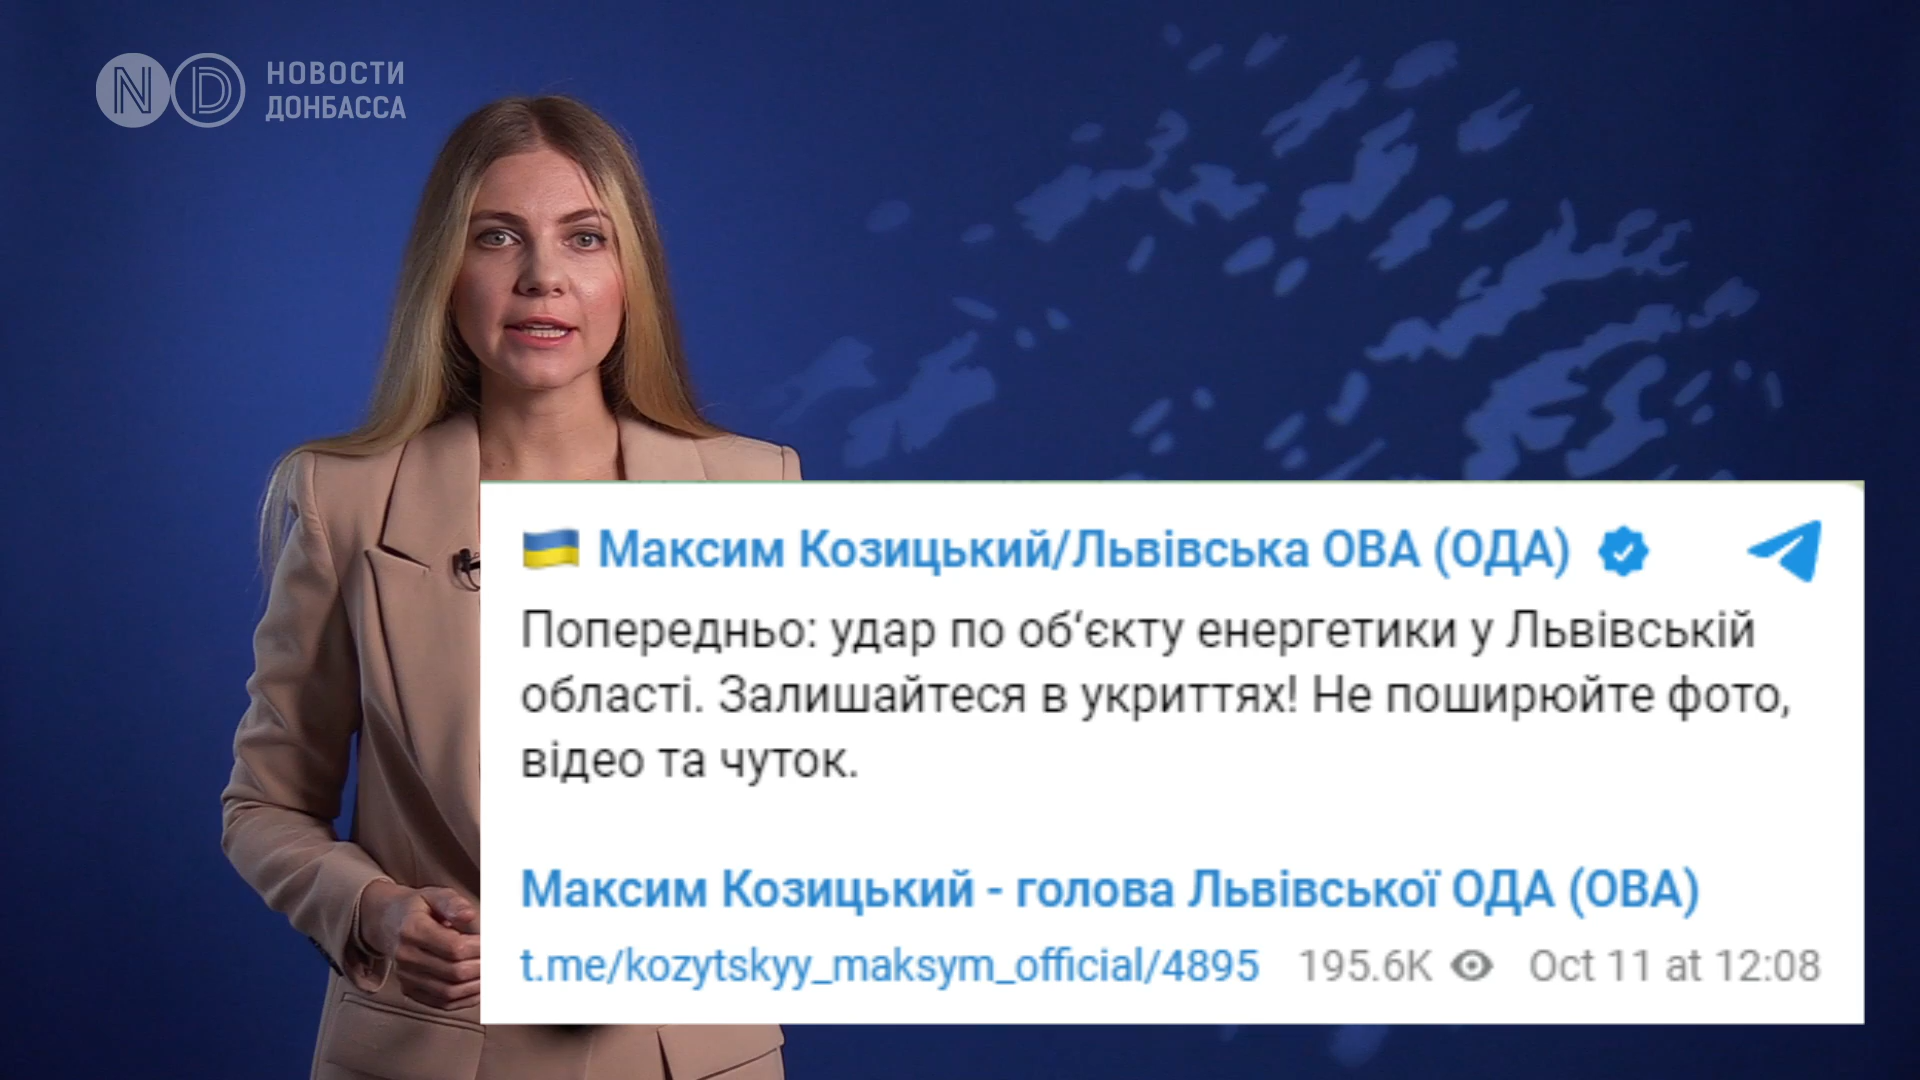 ND НОВОСТИ
ДОНБАССА
Максим Козицький/Львівська ОВА (ОДА)
Попередньо: удар по об‘єкту енергетики у Львівській
області. Залишайтеся в укриттях! Не поширюйте фото,
відео та чуток.
Максим Козицький - голова Львівської ОДА (ОВА)
t.me/kozytskyy_maksym_official/4895 195.6K Oct 11 at 12:08